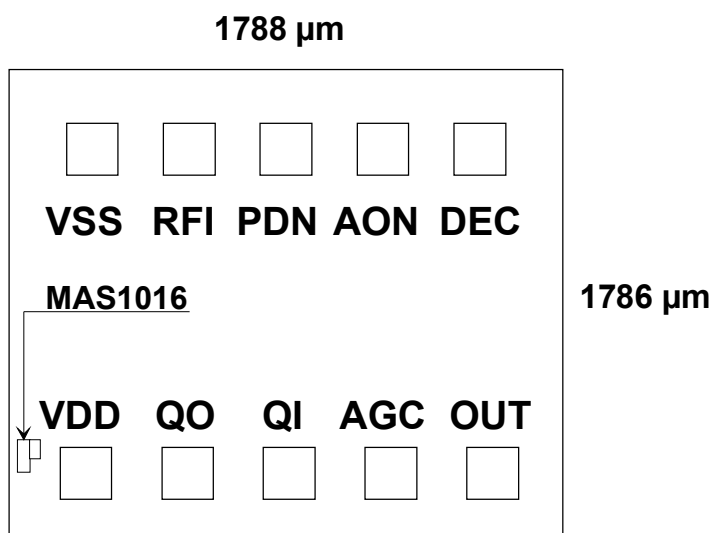 1788 µm
VSS RFI PDN AON DEC
MAS1016
1786 µm
VDD QO QI AGC OUT